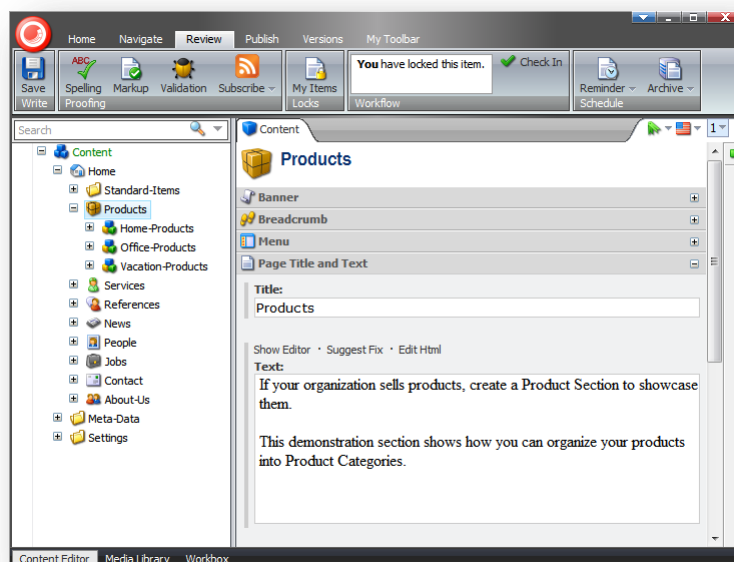 Home Navigate Review Publish Versions My Toolbar
ABC
You have locked this item.
Check In
Save Spelling Markup Validation Subscribe My Items Reminder Archive
Write Proofing Locks Workflow Schedule
Search
Content
1
Content
Home
Standard-Items
Products
Home-Products
Office-Products
Vacation-Products
Services
References
News
People
Jobs
Contact
About-Us
Meta-Data
Settings
Products
Banner
Breadcrumb
Menu
Page Title and Text
Title:
Products
Show Editor · Suggest Fix · Edit Html
Text:
If your organization sells products, create a Product Section to showcase
them.
This demonstration section shows how you can organize your products
into Product Categories.
Content Editor Media Library Workbox